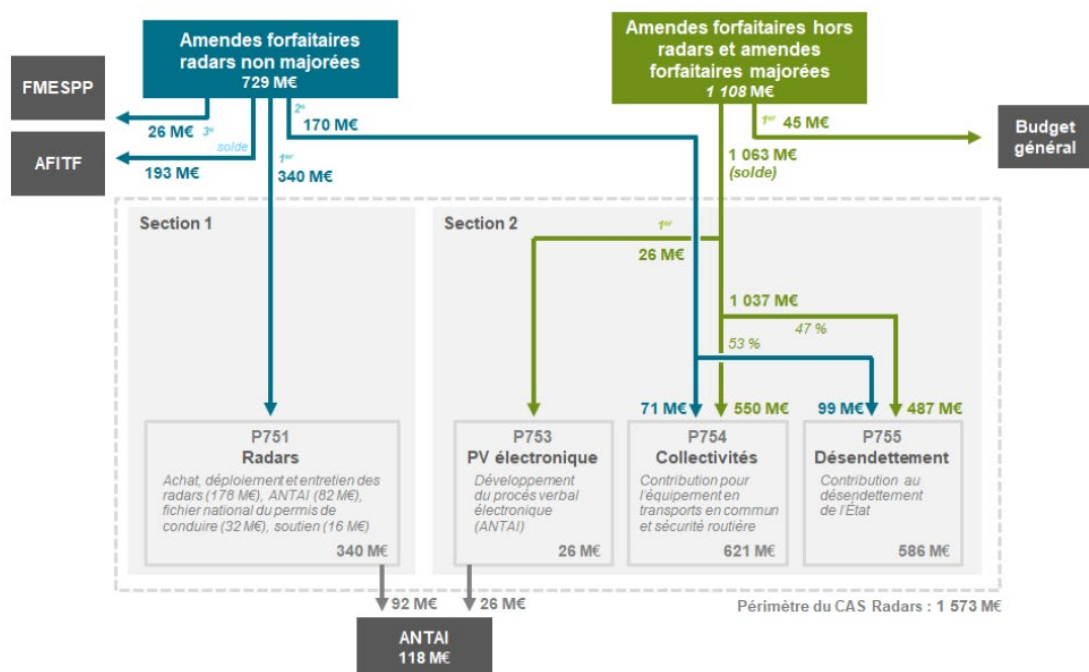 Amendes forfaitaires
radars non majorées
729 M€
Amendes forfaitaires hors
radars et amendes
forfaitaires majorées
1 108 M€
FMESPP
26 M€
3e
solde
AFITF
193 M€
1er
340 M€
2e
170 M€
1er
45 M€
1 063 M€
(solde)
Budget
général
Section 1
Section 2
1er
26 M€
1 037 M€
47 %
53 %
71 M€
550 M€
99 M€
487 M€
P751
Radars
Achat, déploiement et entretien des
radars (178 M€), ANTAI (82 M€),
fichier national du permis de
conduire (32 M€), soutien (16 M€)
340 M€
P753
PV électronique
Développement
du procès verbal
électronique
(ANTAI)
26 M€
P754
Collectivités
Contribution pour
l'équipement en
transports en commun
et sécurité routière
621 M€
P755
Désendettement
Contribution au
désendettement
de l'État
586 M€
92 M€
26 M€
Périmètre du CAS Radars : 1 573 M€
ANTAI
118 M€